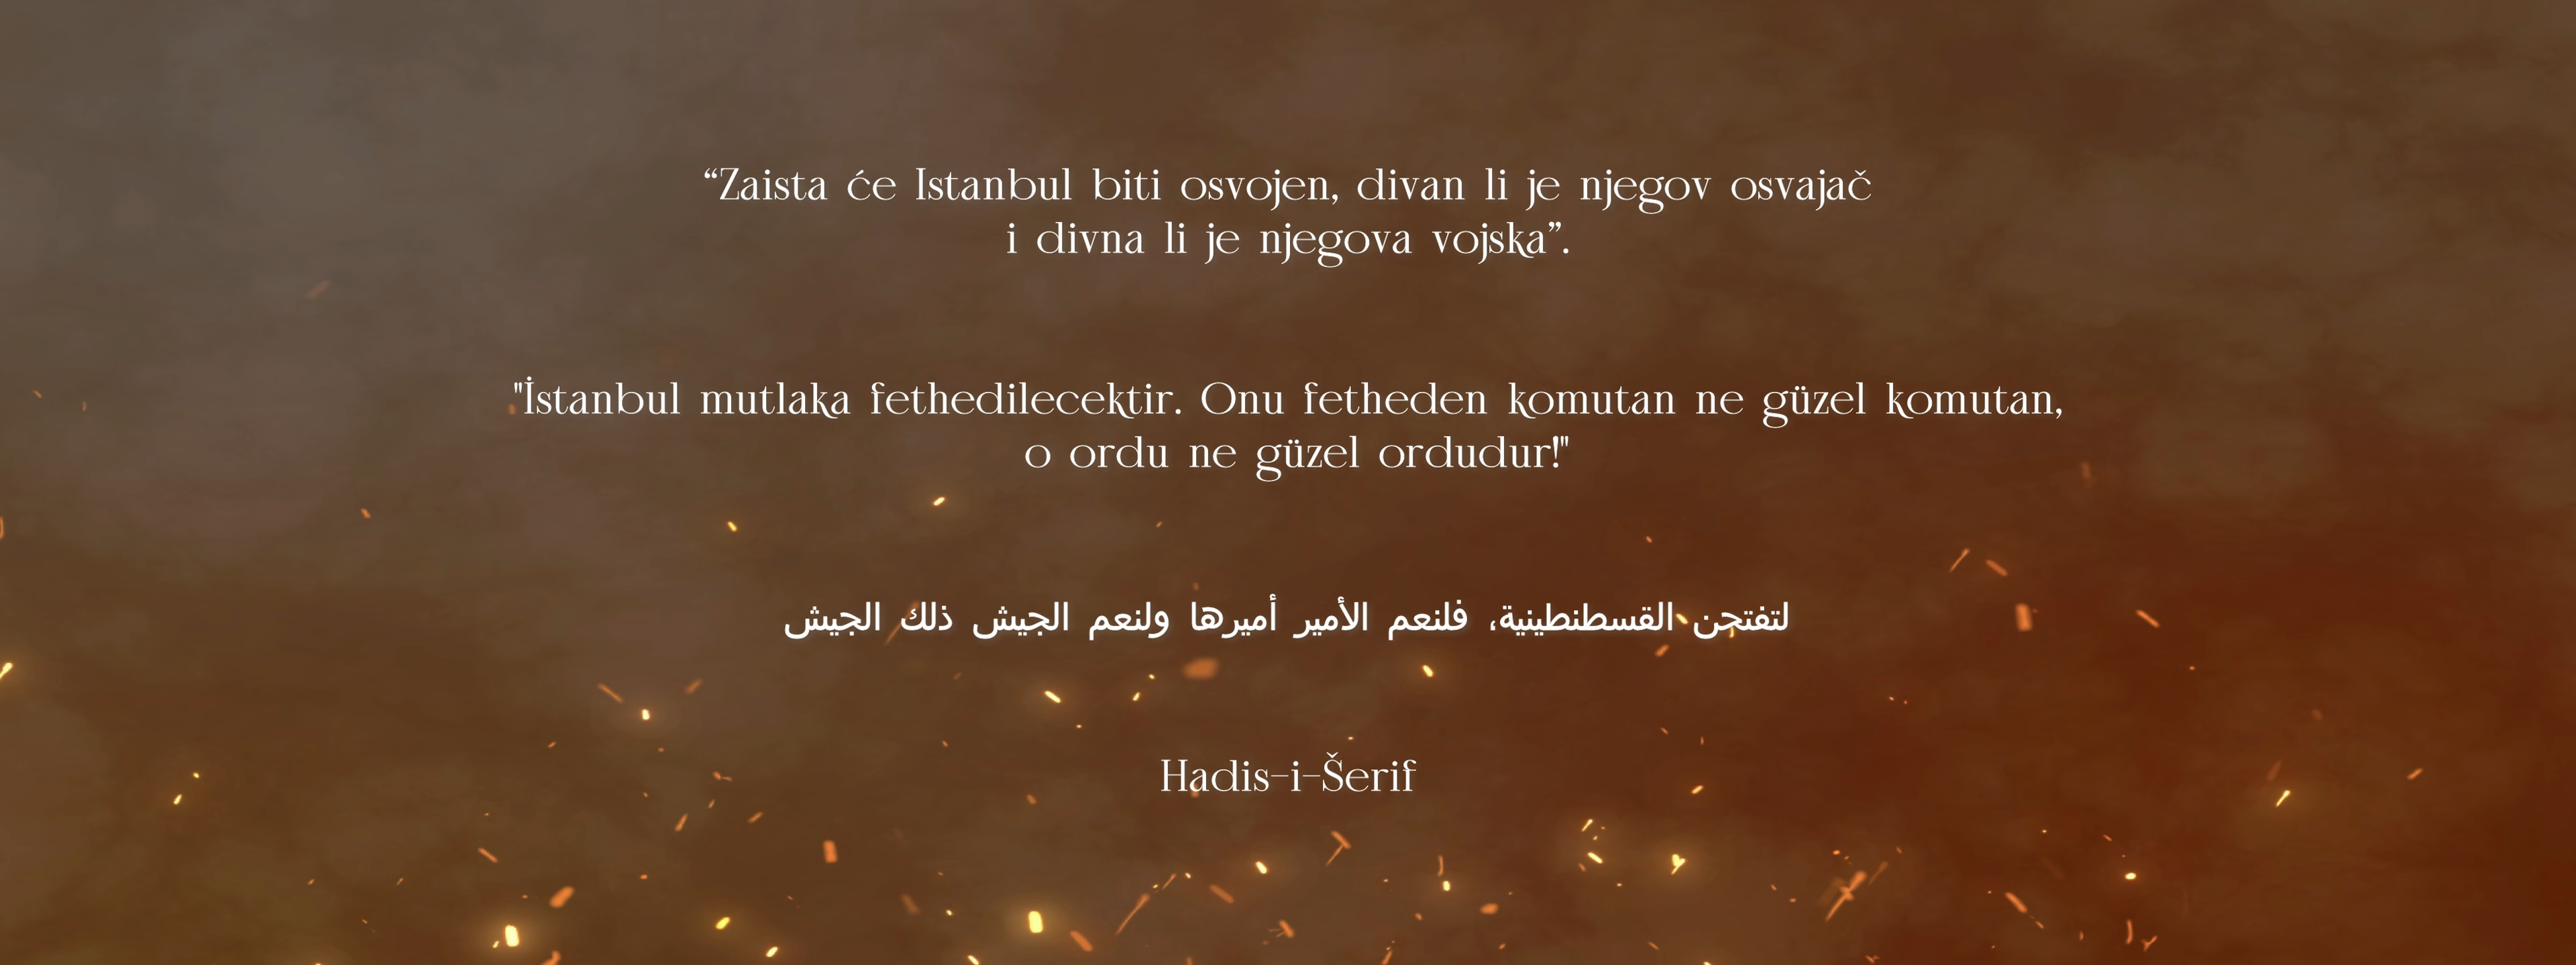 “Zaista će Istanbul biti osvojen, divan li je njegov osvajač
i divna li je njegova vojska”.
"İstanbul mutlaka fethedilecektir. Onu fetheden komutan ne güzel komutan,
o ordu ne güzel ordudur!"
لتفتحن القسطنطينية، فلنعم الأمير أميرها ولنعم الجيش ذلك الجيش
Hadis-i-Šerif